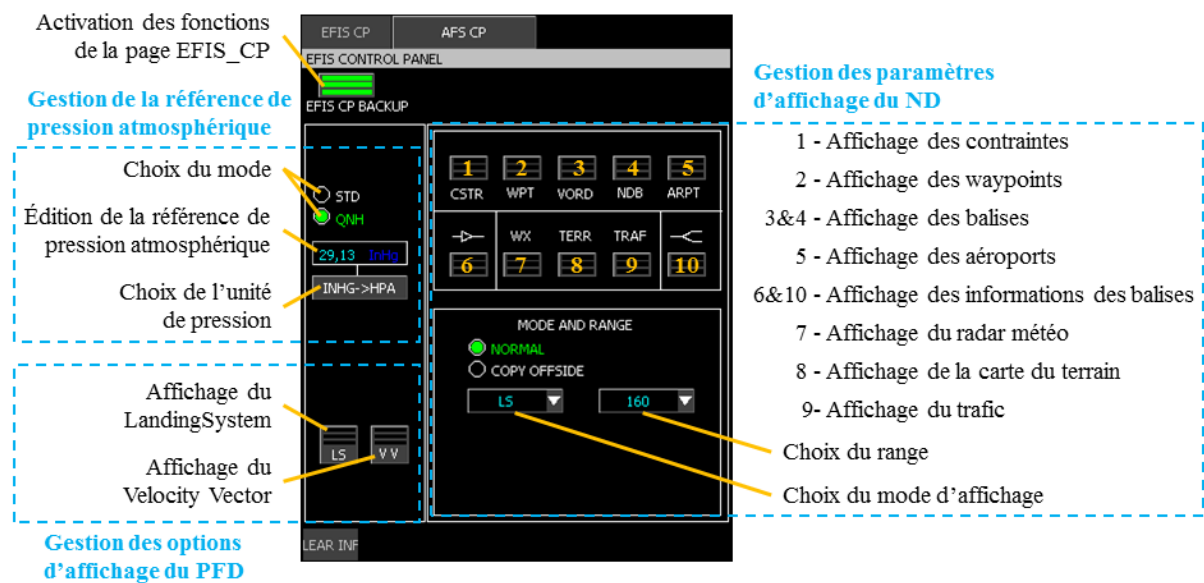 Activation des fonctions
de la page EFIS_CP
Gestion de la référence de
pression atmosphérique
Choix du mode
Édition de la référence de
pression atmosphérique
Choix de l'unité
de pression
Affichage du
LandingSystem
Affichage du
Velocity Vector
Gestion des options
d'affichage du PFD
EFIS CP
AFS CP
EFIS CONTROL PANEL
EFIS CP BACKUP
STD
QNH
29,13 InHg
INHG->HPA
LS
V V
LEAR INF
1 2 3 4 5
CSTR WPT VORD NDB ARPT
WX TERR TRAF
6 7 8 9 10
MODE AND RANGE
NORMAL
COPY OFFSIDE
LS
160
Gestion des paramètres
d'affichage du ND
1 - Affichage des contraintes
2 - Affichage des waypoints
3&4 - Affichage des balises
5 - Affichage des aéroports
6&10 - Affichage des informations des balises
7 - Affichage du radar météo
8 - Affichage de la carte du terrain
9- Affichage du trafic
Choix du range
Choix du mode d'affichage